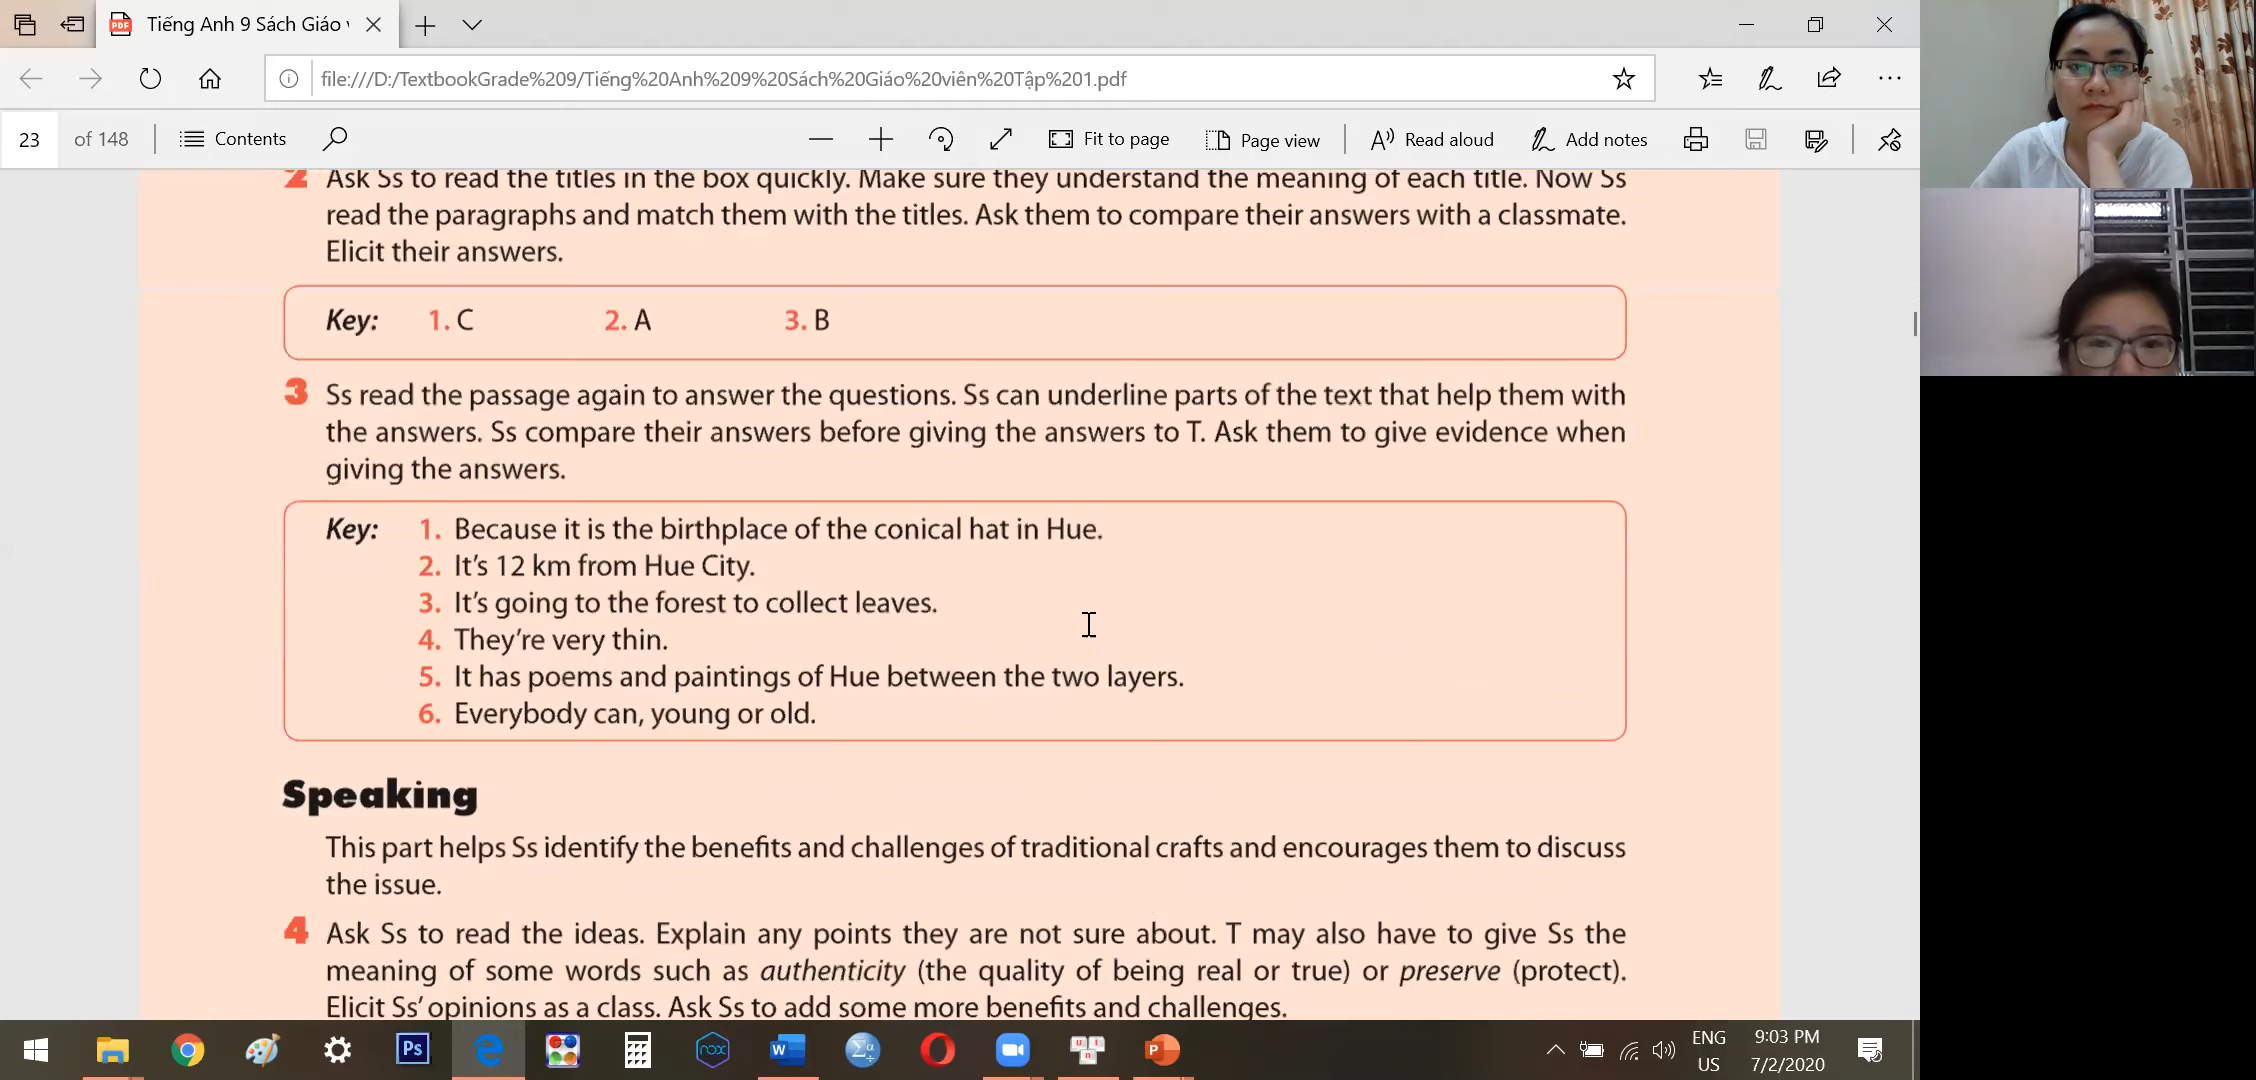 Tiếng Anh 9 Sách Giáo v
file:///D:/TextbookGrade%209/Tiếng%20Anh%209%20Sách%20Giáo%20viên%20Tập%201.pdf
23 of 148 Contents Fit to page Page view Read aloud Add notes
2 Ask Ss to read the titles in the box quickly. Make sure they understand the meaning of each title. Now Ss
read the paragraphs and match them with the titles. Ask them to compare their answers with a classmate.
Elicit their answers.
Key: 1. C 2. A 3. B
3 Ss read the passage again to answer the questions. Ss can underline parts of the text that help them with
the answers. Ss compare their answers before giving the answers to T. Ask them to give evidence when
giving the answers.
Key: 1. Because it is the birthplace of the conical hat in Hue.
2. It's 12 km from Hue City.
3. It's going to the forest to collect leaves.
4. They're very thin.
5. It has poems and paintings of Hue between the two layers.
6. Everybody can, young or old.
Speaking
This part helps Ss identify the benefits and challenges of traditional crafts and encourages them to discuss
the issue.
4 Ask Ss to read the ideas. Explain any points they are not sure about. T may also have to give Ss the
meaning of some words such as authenticity (the quality of being real or true) or preserve (protect).
Elicit Ss' opinions as a class. Ask Ss to add some more benefits and challenges.
ENG 9:03 PM
US 7/2/2020